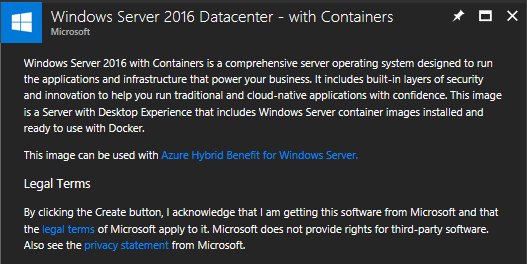 Windows Server 2016 Datacenter - with Containers
Microsoft
Windows Server 2016 with Containers is a comprehensive server operating system designed to run
the applications and infrastructure that power your business. It includes built-in layers of security
and innovation to help you run traditional and cloud-native applications with confidence. This image
is a Server with Desktop Experience that includes Windows Server container images installed and
ready to use with Docker.
This image can be used with Azure Hybrid Benefit for Windows Server.
Legal Terms
By clicking the Create button, I acknowledge that I am getting this software from Microsoft and that
the legal terms of Microsoft apply to it. Microsoft does not provide rights for third-party software.
Also see the privacy statement from Microsoft.